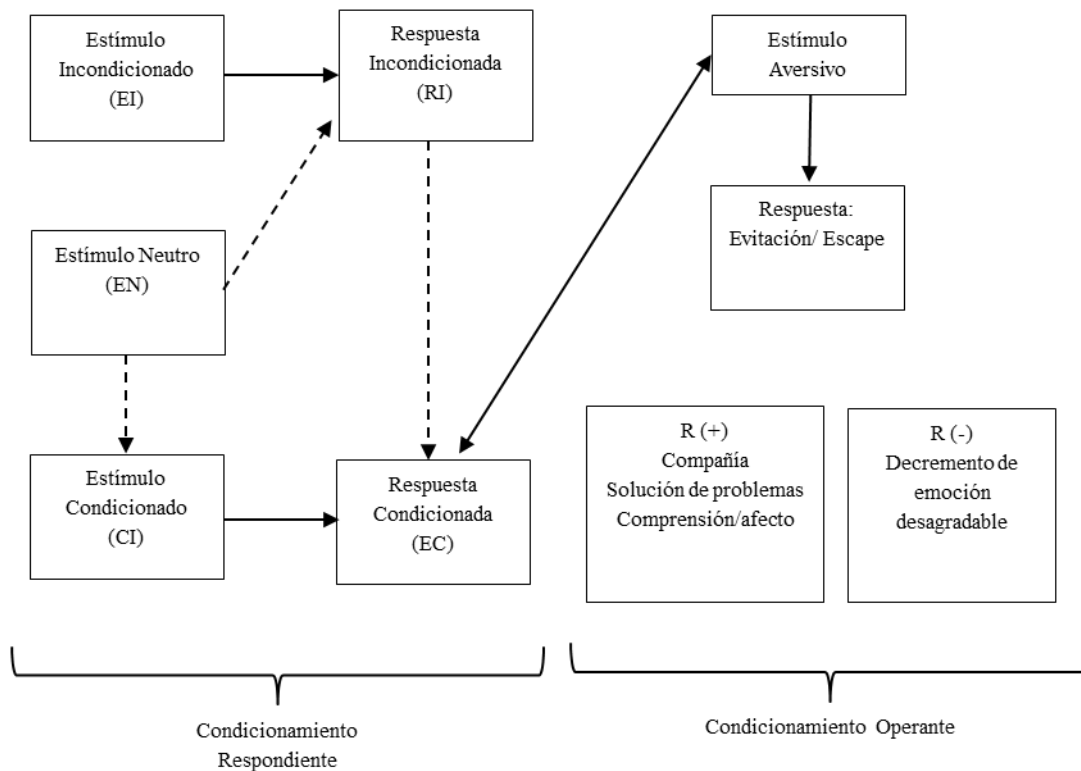 Estímulo
Incondicionado
(EI)
Respuesta
Incondicionada
(RI)
Estímulo
Aversivo
Respuesta:
Evitación/ Escape
Estímulo Neutro
(EN)
Estímulo
Condicionado
(CI)
Respuesta
Condicionada
(EC)
R (+)
Compañía
Solución de problemas
Comprensión/afecto
R (-)
Decremento de
emoción
desagradable
Condicionamiento
Respondiente
Condicionamiento Operante